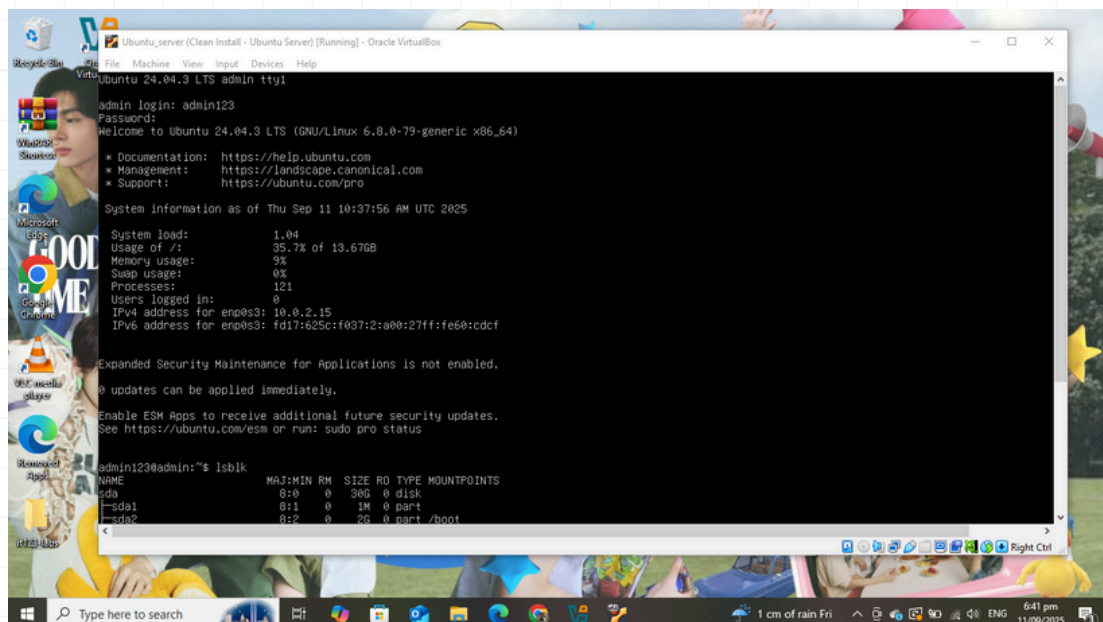 Ubuntu_server (Clean Install - Ubuntu Server) [Running] - Oracle VirtualBox
File Machine View Input Devices Help
Recycle Bin
Virtu
Ubuntu 24.04.3 LTS admin tty1
admin login: admin123
Password:
Welcome to Ubuntu 24.04.3 LTS (GNU/Linux 6.8.0-79-generic x86_64)
* Documentation: https://help.ubuntu.com
* Management: https://landscape.canonical.com
* Support: https://ubuntu.com/pro
System information as of Thu Sep 11 10:37:56 AM UTC 2025
System load: 1.04
Usage of /: 35.7% of 13.67GB
Memory usage: 9%
Swap usage: 0%
Processes: 121
Users logged in: 0
IPv4 address for enp0s3: 10.0.2.15
IPv6 address for enp0s3: fd17:625c:f037:2:a00:27ff:fe60:cdcf
Expanded Security Maintenance for Applications is not enabled.
0 updates can be applied immediately.
Enable ESM Apps to receive additional future security updates.
See https://ubuntu.com/esm or run: sudo pro status
admin123@admin:~$ lsblk
NAME MAJ:MIN RM SIZE RO TYPE MOUNTPOINTS
sda 8:0 0 30G 0 disk
├─sda1 8:1 0 1M 0 part
├─sda2 8:2 0 2G 0 part /boot
Right Ctrl
WinRAR -
Shortcut
Microsoft
Edge
GOOD
Google
Chrome
VLC media
player
Removed
Apps
it123-labs
Type here to search
1 cm of rain Fri
ENG
6:41 pm
11/09/2025